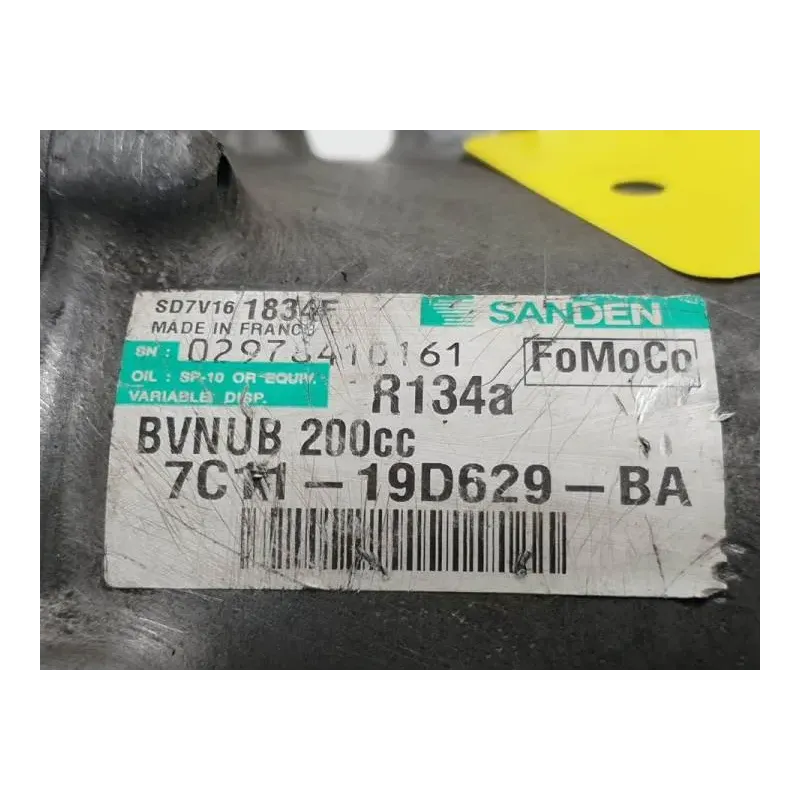 SD7V16 1834F SANDEN
MADE IN FRANCE
SN: FoMoCo
OIL: SP-10 OR EQUIV. R134a
VARIABLE DISP.
BVNUB 200cc
7C11-19D629-BA